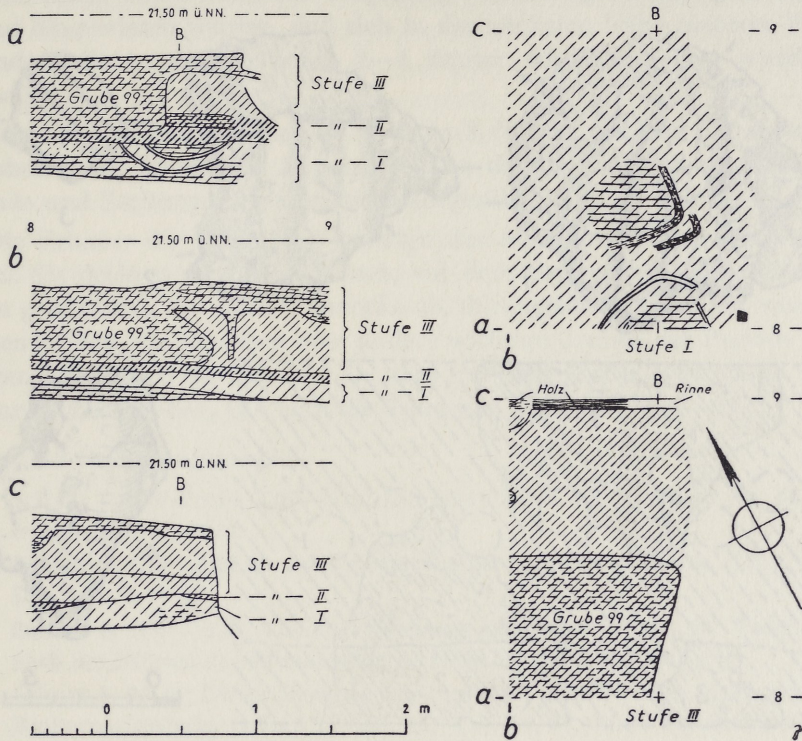 21.50 m ü.NN.
a
B
Grube 99
Stufe III
" II
" I
8
21.50 m ü.NN.
9
b
Grube 99
Stufe III
" II
" I
21.50 m ü.NN.
c
B
Stufe III
" II
" I
0
1
2 m
c
B
9
a
8
b
Stufe I
c
Holz
B
Rinne
9
Grube 99
a
8
b
Stufe III